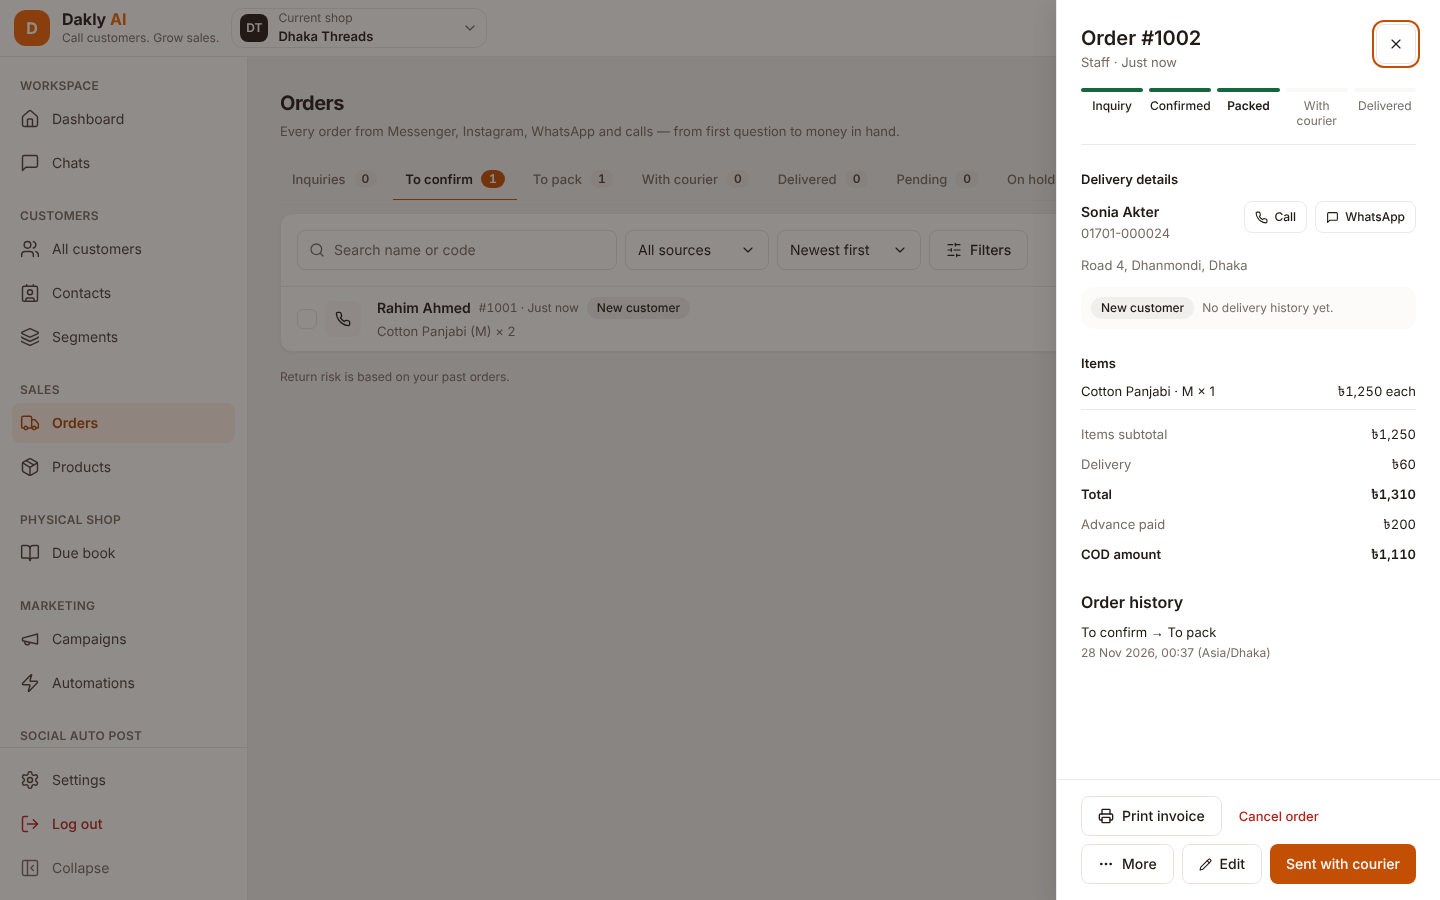 D
Dakly AI
Call customers. Grow sales.
DT
Current shop
Dhaka Threads
WORKSPACE
Dashboard
Chats
CUSTOMERS
All customers
Contacts
Segments
SALES
Orders
Products
PHYSICAL SHOP
Due book
MARKETING
Campaigns
Automations
SOCIAL AUTO POST
Settings
Log out
Collapse
Orders
Every order from Messenger, Instagram, WhatsApp and calls — from first question to money in hand.
Inquiries 0 To confirm 1 To pack 1 With courier 0 Delivered 0 Pending 0 On hold
Search name or code All sources Newest first Filters
Rahim Ahmed #1001 · Just now New customer
Cotton Panjabi (M) × 2
Return risk is based on your past orders.
Order #1002
Staff · Just now
Inquiry Confirmed Packed With courier Delivered
Delivery details
Sonia Akter
01701-000024
Call WhatsApp
Road 4, Dhanmondi, Dhaka
New customer No delivery history yet.
Items
Cotton Panjabi · M × 1 ৳1,250 each
Items subtotal ৳1,250
Delivery ৳60
Total ৳1,310
Advance paid ৳200
COD amount ৳1,110
Order history
To confirm → To pack
28 Nov 2026, 00:37 (Asia/Dhaka)
Print invoice Cancel order
More Edit Sent with courier